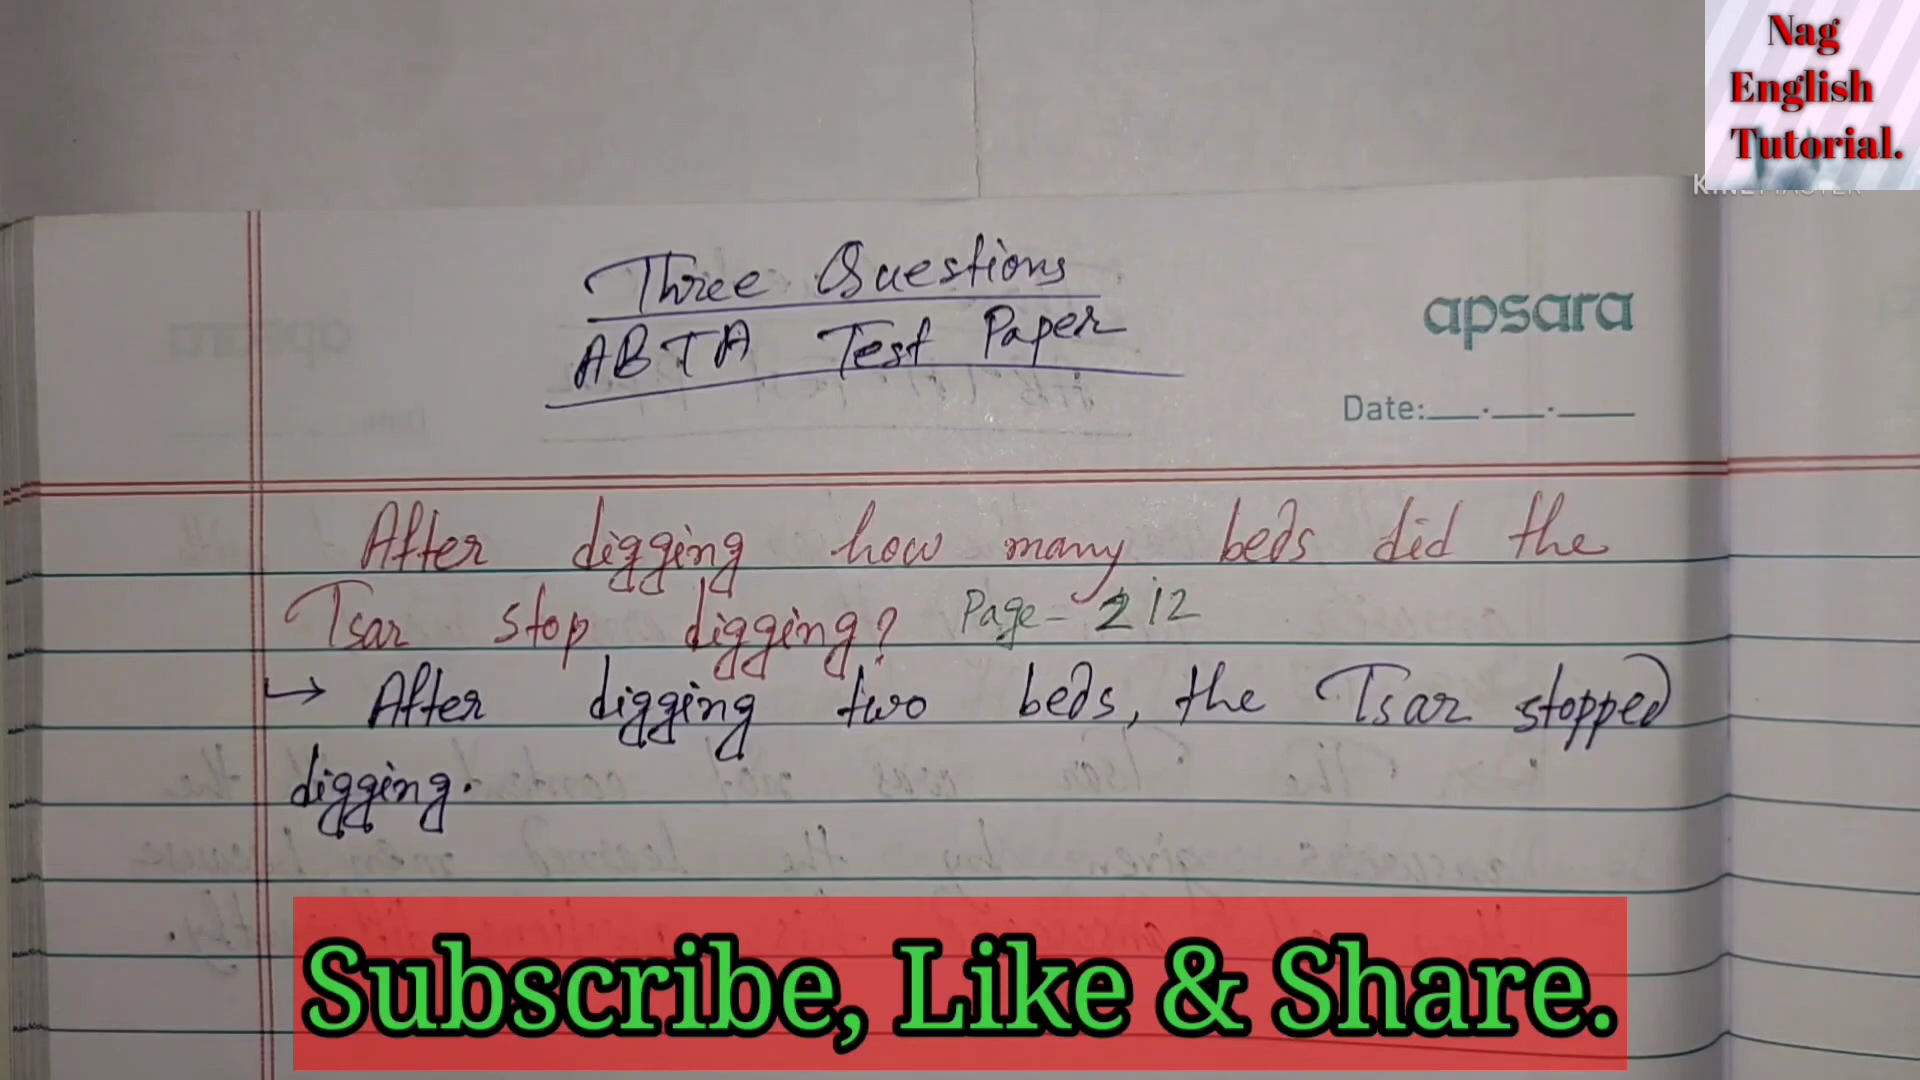 Nag
English
Tutorial.
Three Questions
ABTA Test Paper
apsara
Date:
After digging how many beds did the
Tsar stop digging? Page - 212
→ After digging two beds, the Tsar stopped
digging.
Subscribe, Like & Share.